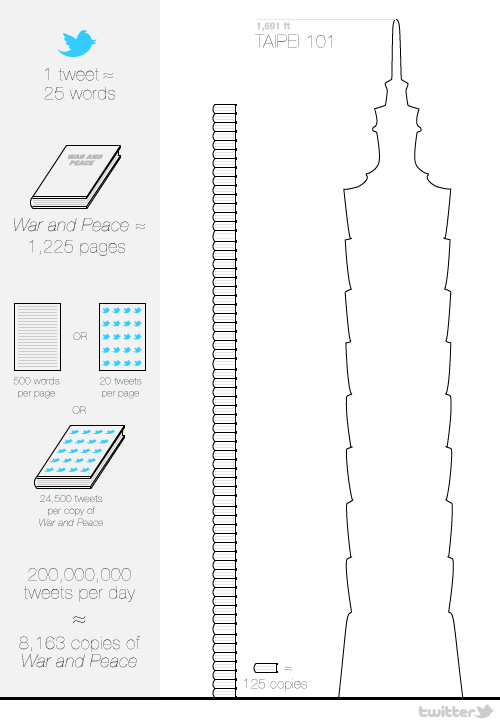 1 tweet ≈
25 words
WAR AND
PEACE
War and Peace ≈
1,225 pages
OR
500 words
per page
20 tweets
per page
OR
24,500 tweets
per copy of
War and Peace
200,000,000
tweets per day
≈
8,163 copies of
War and Peace
1,691 ft
TAIPEI 101
≈
125 copies
twitter